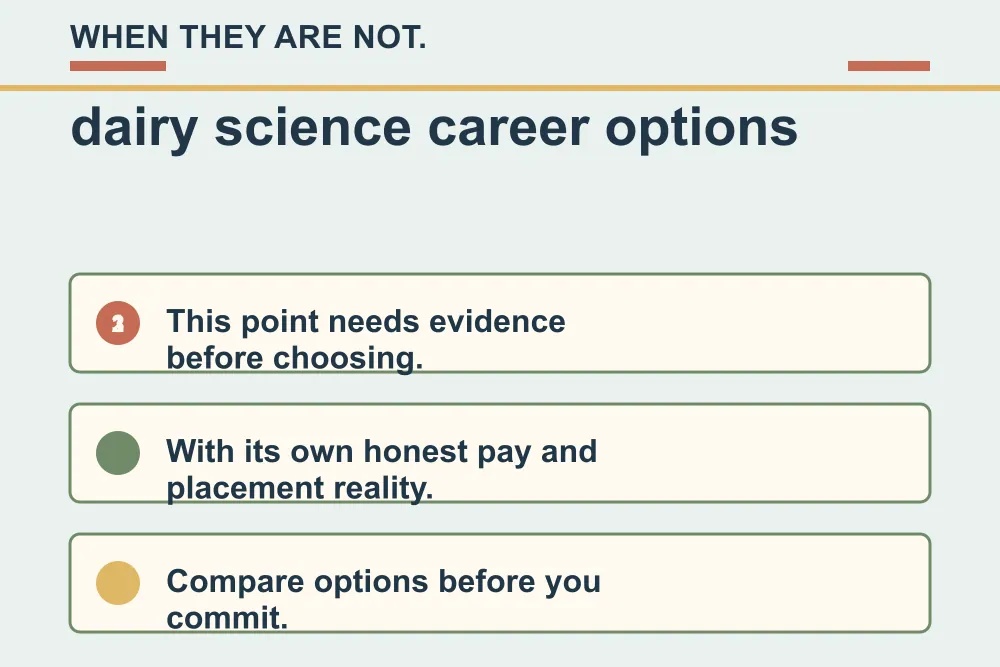 WHEN THEY ARE NOT.
dairy science career options
This point needs evidence
before choosing.
With its own honest pay and
placement reality.
Compare options before you
commit.